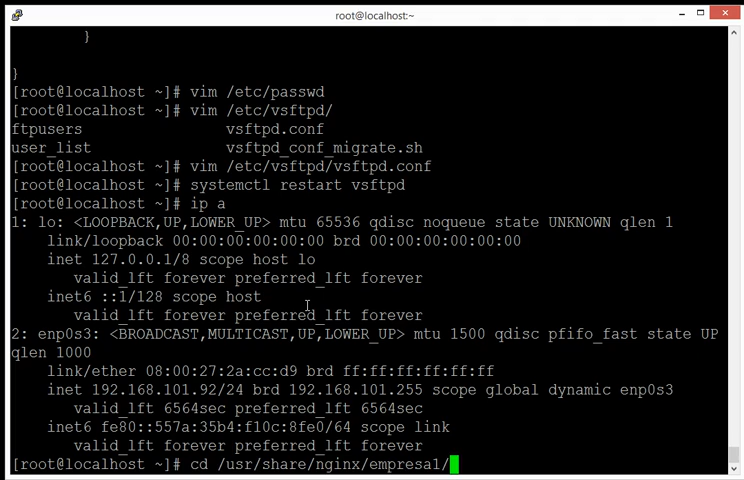 root@localhost:~
}
}
[root@localhost ~]# vim /etc/passwd
[root@localhost ~]# vim /etc/vsftpd/
ftpusers                 vsftpd.conf
user_list                vsftpd_conf_migrate.sh
[root@localhost ~]# vim /etc/vsftpd/vsftpd.conf
[root@localhost ~]# systemctl restart vsftpd
[root@localhost ~]# ip a
1: lo: <LOOPBACK,UP,LOWER_UP> mtu 65536 qdisc noqueue state UNKNOWN qlen 1
    link/loopback 00:00:00:00:00:00 brd 00:00:00:00:00:00
    inet 127.0.0.1/8 scope host lo
       valid_lft forever preferred_lft forever
    inet6 ::1/128 scope host
       valid_lft forever preferred_lft forever
2: enp0s3: <BROADCAST,MULTICAST,UP,LOWER_UP> mtu 1500 qdisc pfifo_fast state UP
qlen 1000
    link/ether 08:00:27:2a:cc:d9 brd ff:ff:ff:ff:ff:ff
    inet 192.168.101.92/24 brd 192.168.101.255 scope global dynamic enp0s3
       valid_lft 6564sec preferred_lft 6564sec
    inet6 fe80::557a:35b4:f10c:8fe0/64 scope link
       valid_lft forever preferred_lft forever
[root@localhost ~]# cd /usr/share/nginx/empresa1/